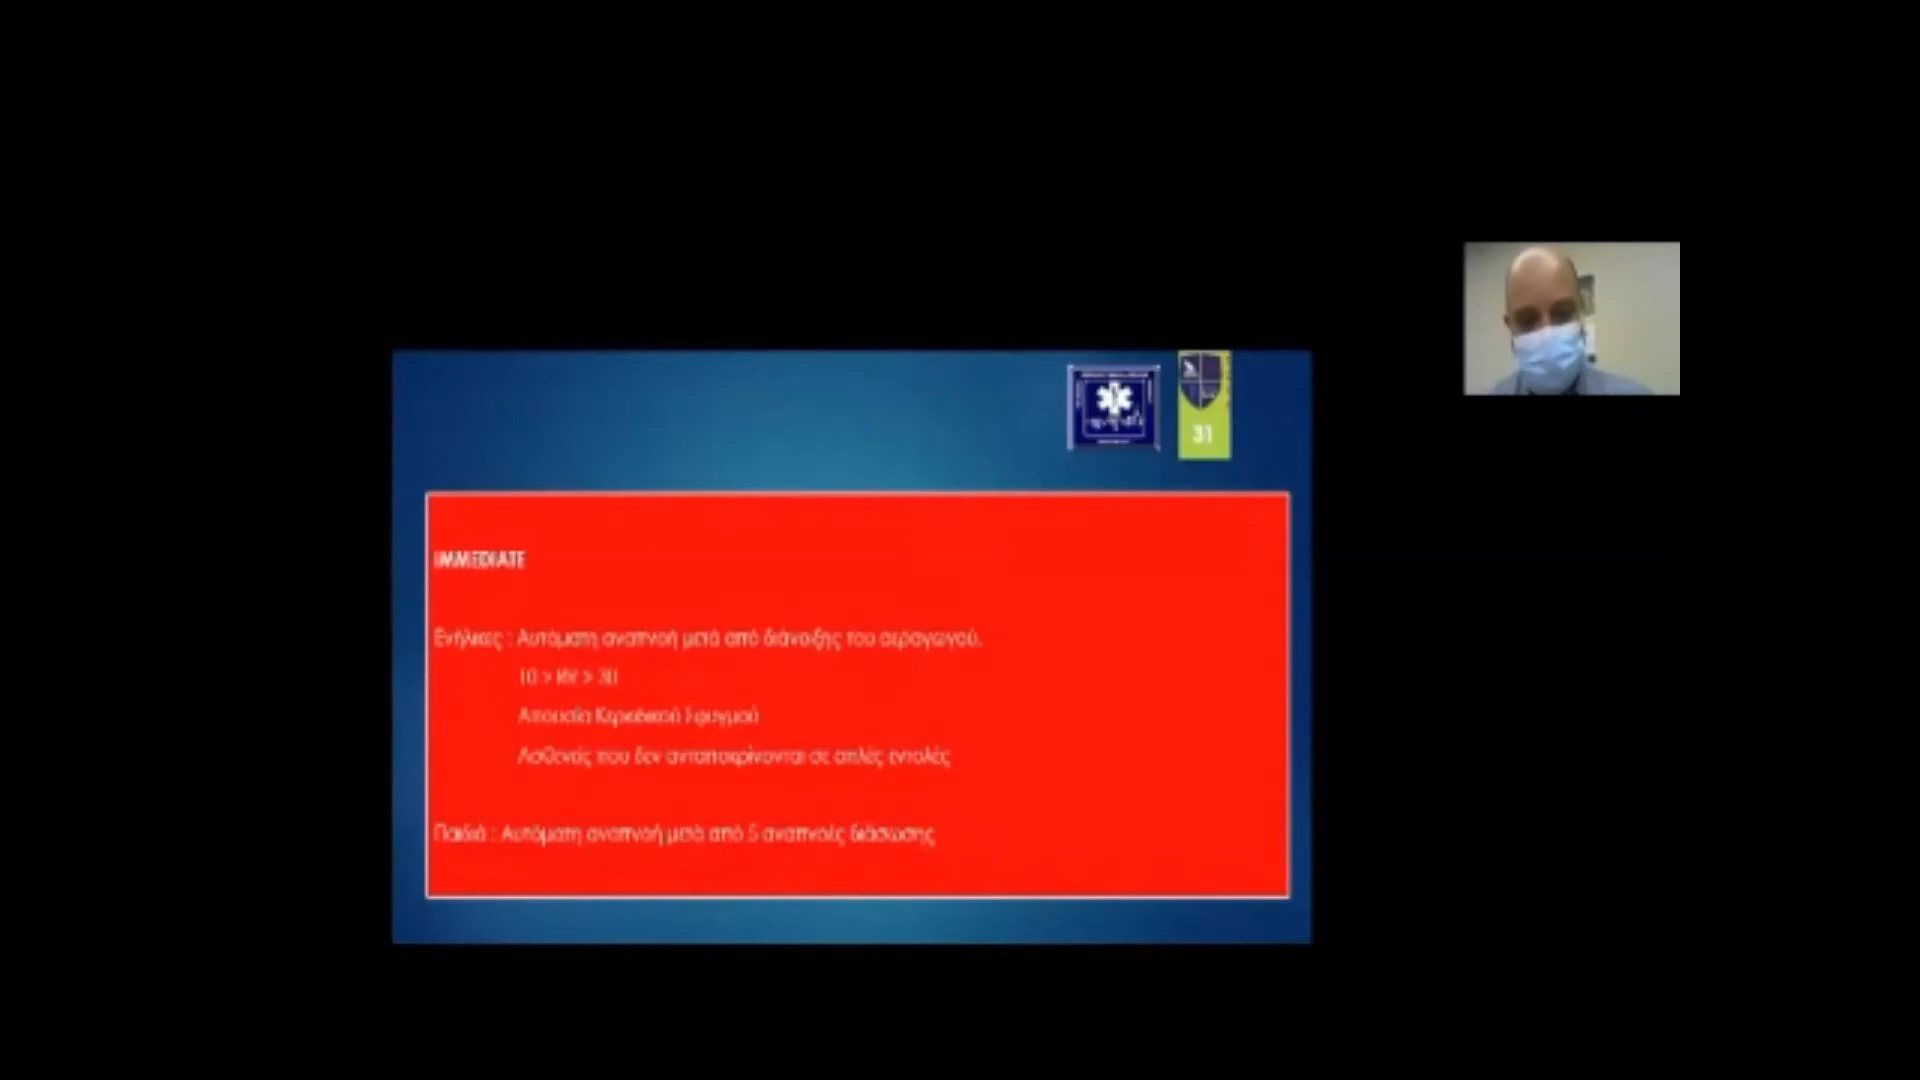 31
IMMEDIATE
Ενήλικες : Αυτόματη αναπνοή μετά από διάνοιξης του αεραγωγού.
10 > RR > 30
Απουσία Κερκιδικού Σφυγμού
Ασθενείς που δεν ανταποκρίνονται σε απλές εντολές
Παιδιά : Αυτόματη αναπνοή μετά από 5 αναπνοές διάσωσης